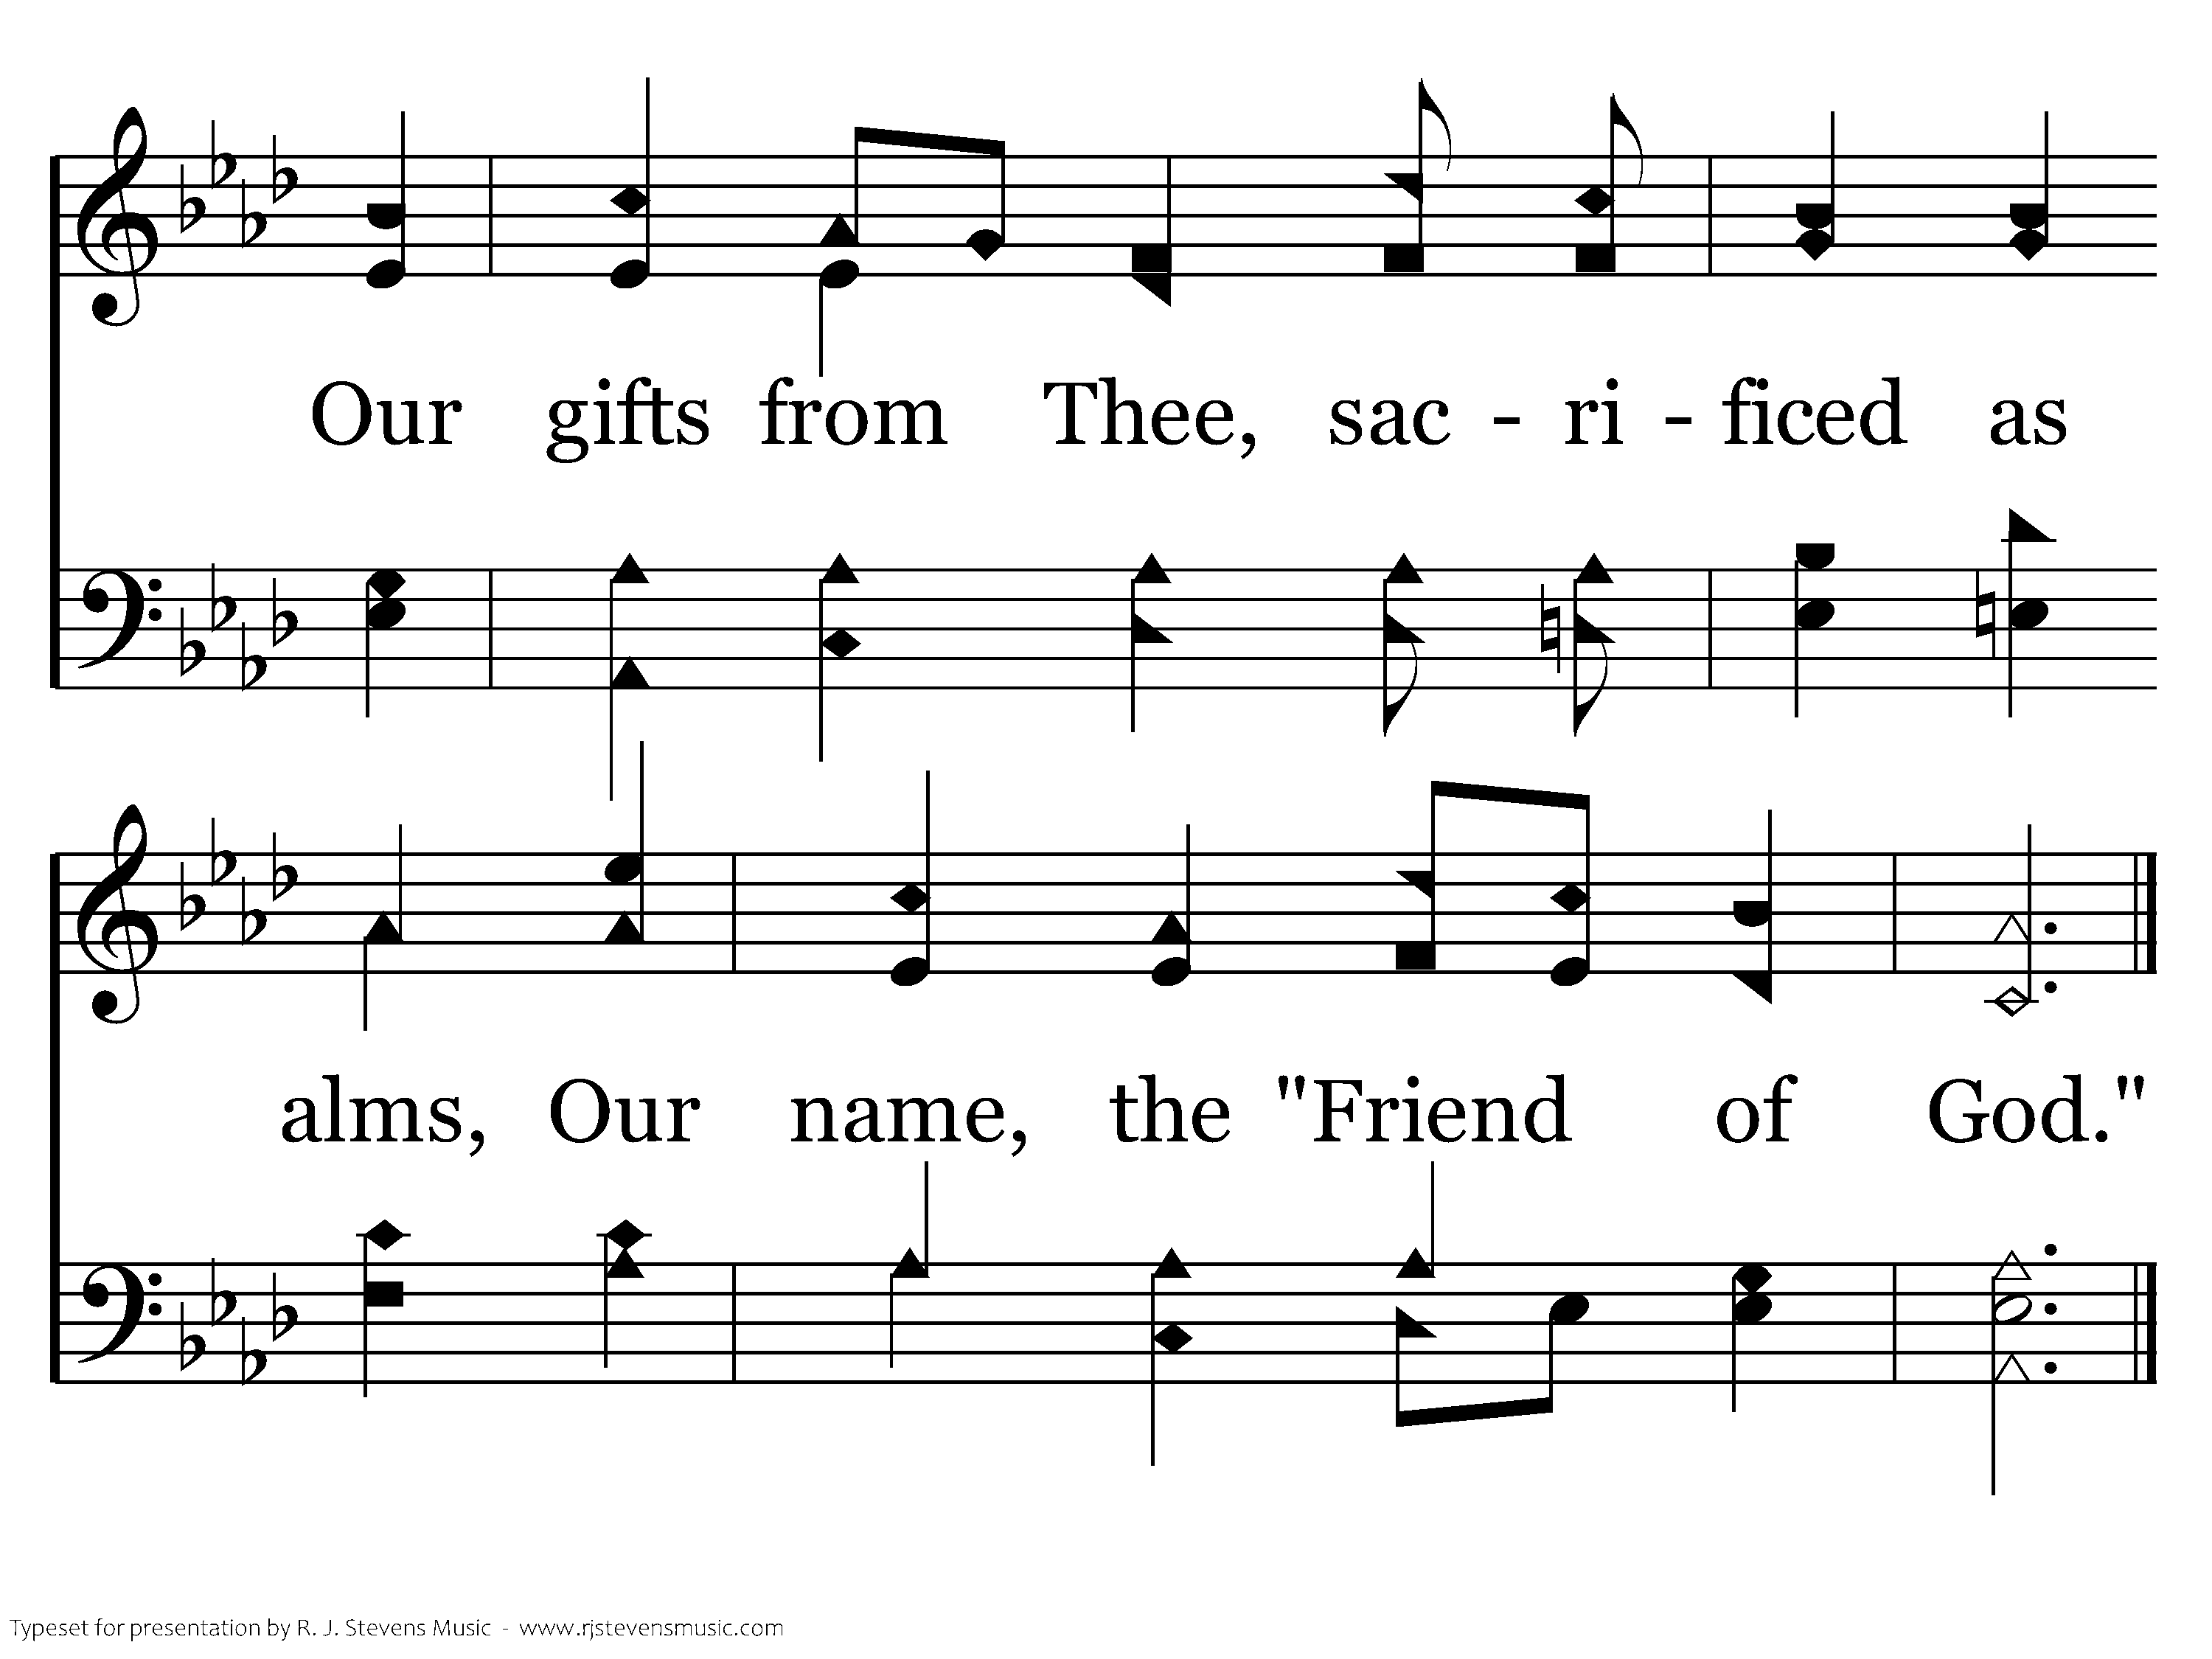 Our gifts from Thee, sac - ri - ficed as
alms, Our name, the "Friend of God."
Typeset for presentation by R. J. Stevens Music - www.rjstevensmusic.com